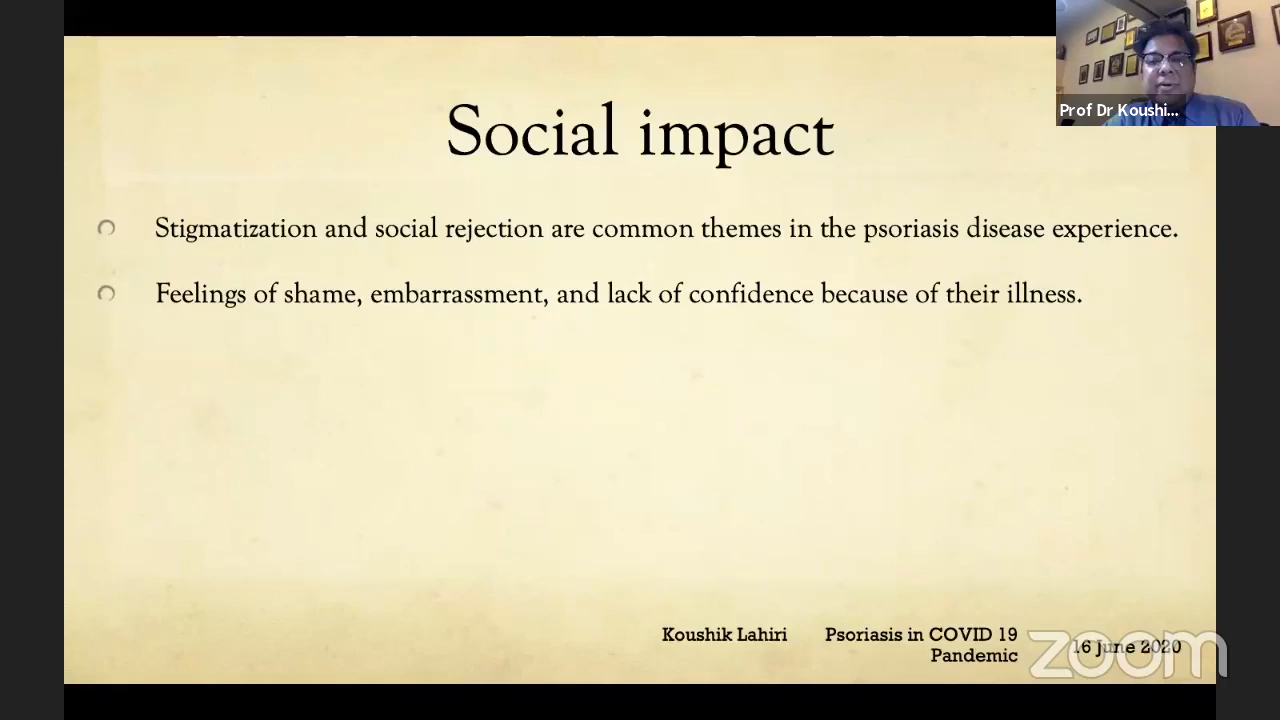 Prof Dr Koushi...
Social impact
Stigmatization and social rejection are common themes in the psoriasis disease experience.
Feelings of shame, embarrassment, and lack of confidence because of their illness.
Koushik Lahiri
Psoriasis in COVID 19
Pandemic
16 June 2020
zoom